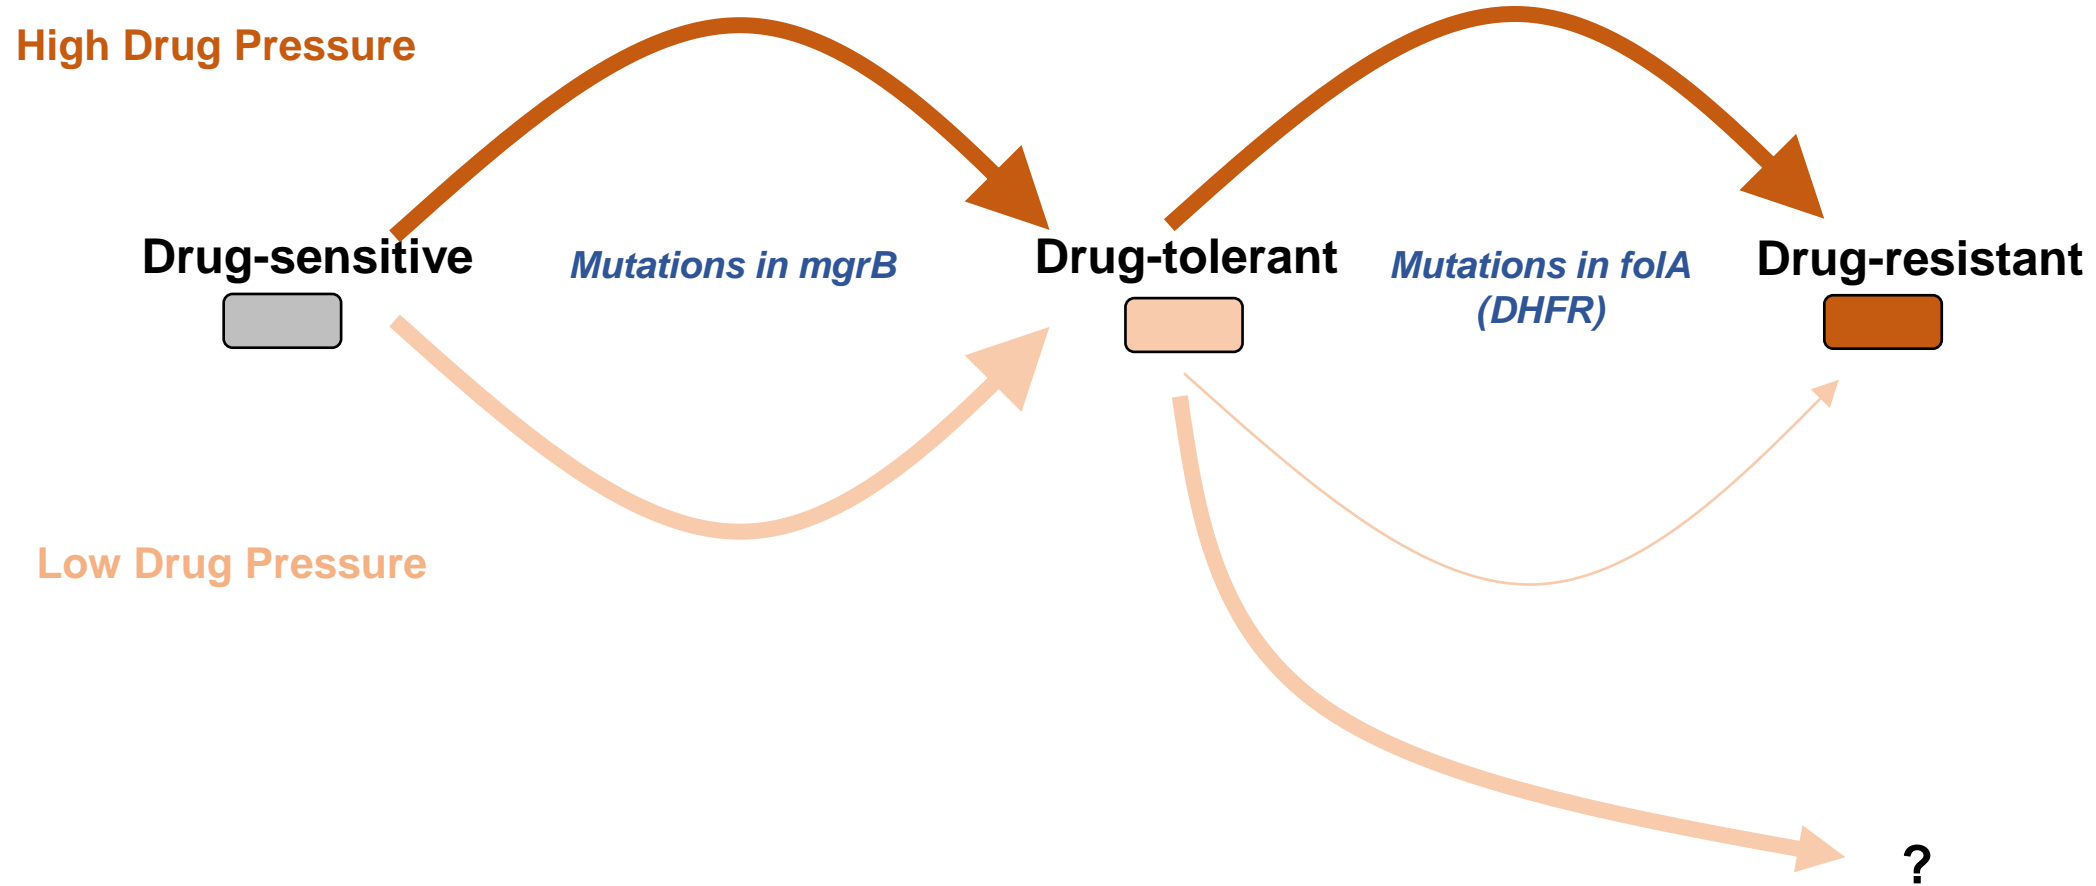 High Drug Pressure
Drug-sensitive
Mutations in mgrB
Drug-tolerant
Mutations in folA
(DHFR)
Drug-resistant
Low Drug Pressure
?